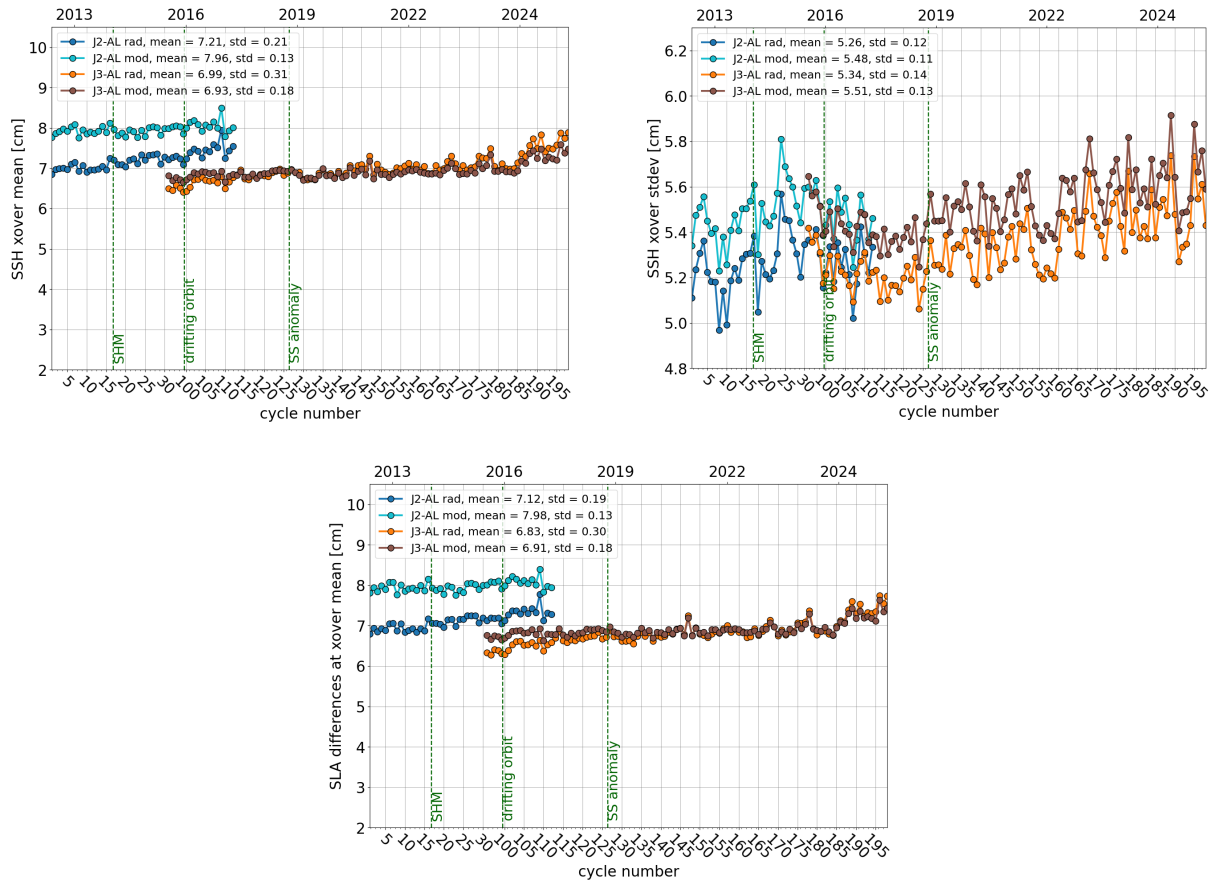 2013 2016 2019 2022 2024
J2-AL rad, mean = 7.21, std = 0.21
J2-AL mod, mean = 7.96, std = 0.13
J3-AL rad, mean = 6.99, std = 0.31
J3-AL mod, mean = 6.93, std = 0.18
SSH xover mean [cm]
10
9
8
7
6
5
4
3
2
SHM
drifting orbit
SS anomaly
5 10 15 20 25 30 100 105 110 115 120 125 130 135 140 145 150 155 160 165 170 175 180 185 190 195
cycle number
2013 2016 2019 2022 2024
J2-AL rad, mean = 5.26, std = 0.12
J2-AL mod, mean = 5.48, std = 0.11
J3-AL rad, mean = 5.34, std = 0.14
J3-AL mod, mean = 5.51, std = 0.13
SSH xover stdev [cm]
6.2
6.0
5.8
5.6
5.4
5.2
5.0
4.8
SHM
drifting orbit
SS anomaly
5 10 15 20 25 30 100 105 110 115 120 125 130 135 140 145 150 155 160 165 170 175 180 185 190 195
cycle number
2013 2016 2019 2022 2024
J2-AL rad, mean = 7.12, std = 0.19
J2-AL mod, mean = 7.98, std = 0.13
J3-AL rad, mean = 6.83, std = 0.30
J3-AL mod, mean = 6.91, std = 0.18
SLA differences at xover mean [cm]
10
9
8
7
6
5
4
3
2
SHM
drifting orbit
SS anomaly
5 10 15 20 25 30 100 105 110 115 120 125 130 135 140 145 150 155 160 165 170 175 180 185 190 195
cycle number